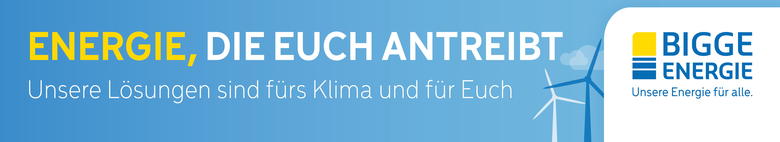 ENERGIE, DIE EUCH ANTREIBT
Unsere Lösungen sind fürs Klima und für Euch
BIGGE
ENERGIE
Unsere Energie für alle.